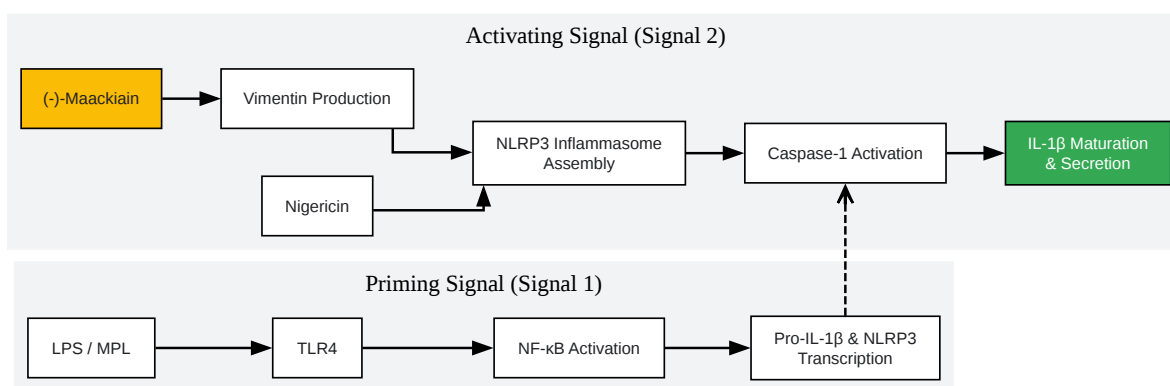 Activating Signal (Signal 2)
(-)-Maackiain
Vimentin Production
NLRP3 Inflammasome
Assembly
Caspase-1 Activation
IL-1β Maturation
& Secretion
Nigericin
Priming Signal (Signal 1)
LPS / MPL
TLR4
NF-κB Activation
Pro-IL-1β & NLRP3
Transcription